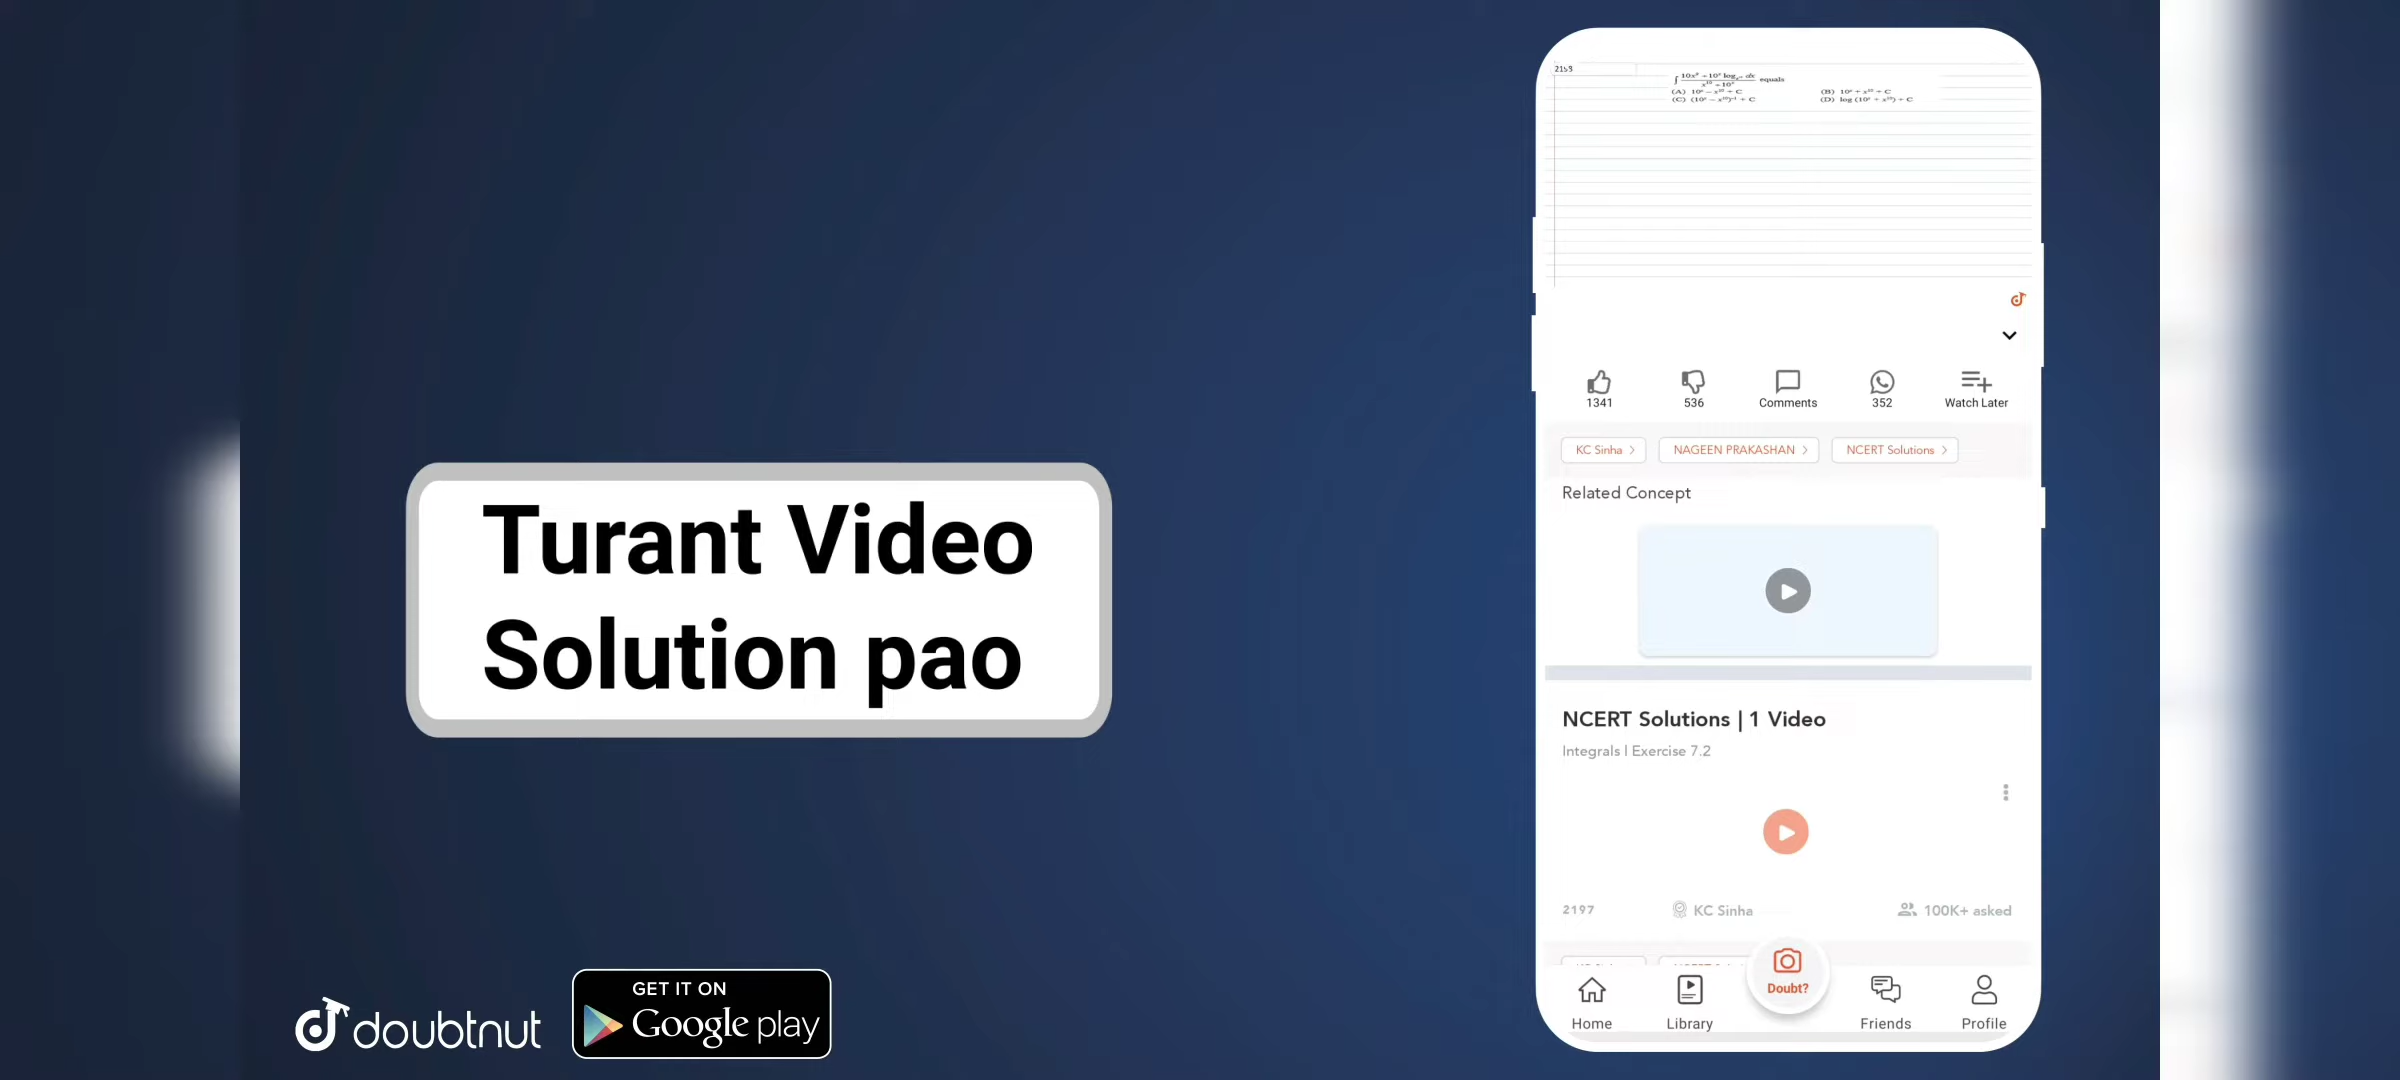 Turant Video
Solution pao
doubtnut
GET IT ON
Google play
equals
1341
536
Comments
352
Watch Later
KC Sinha
NAGEEN PRAKASHAN
NCERT Solutions
Related Concept
NCERT Solutions | 1 Video
Integrals | Exercise 7.2
2197
KC Sinha
100K+ asked
Doubt?
Home
Library
Friends
Profile